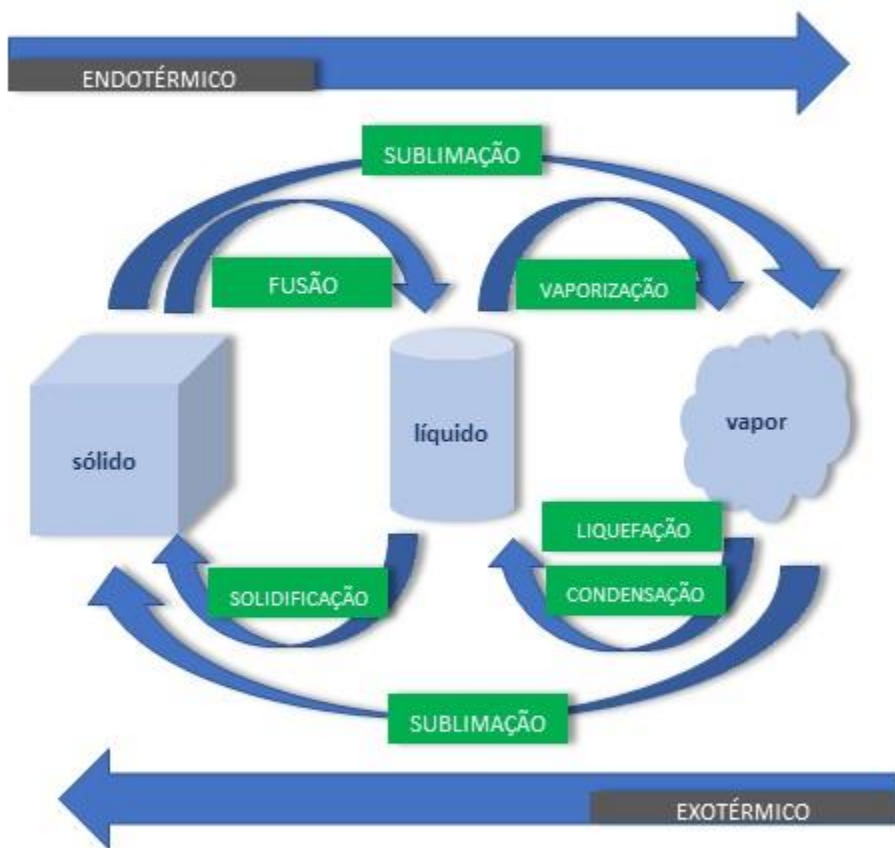 ENDOTÉRMICO
SUBLIMAÇÃO
FUSÃO
VAPORIZAÇÃO
sólido
líquido
vapor
LIQUEFAÇÃO
SOLIDIFICAÇÃO
CONDENSAÇÃO
SUBLIMAÇÃO
EXOTÉRMICO